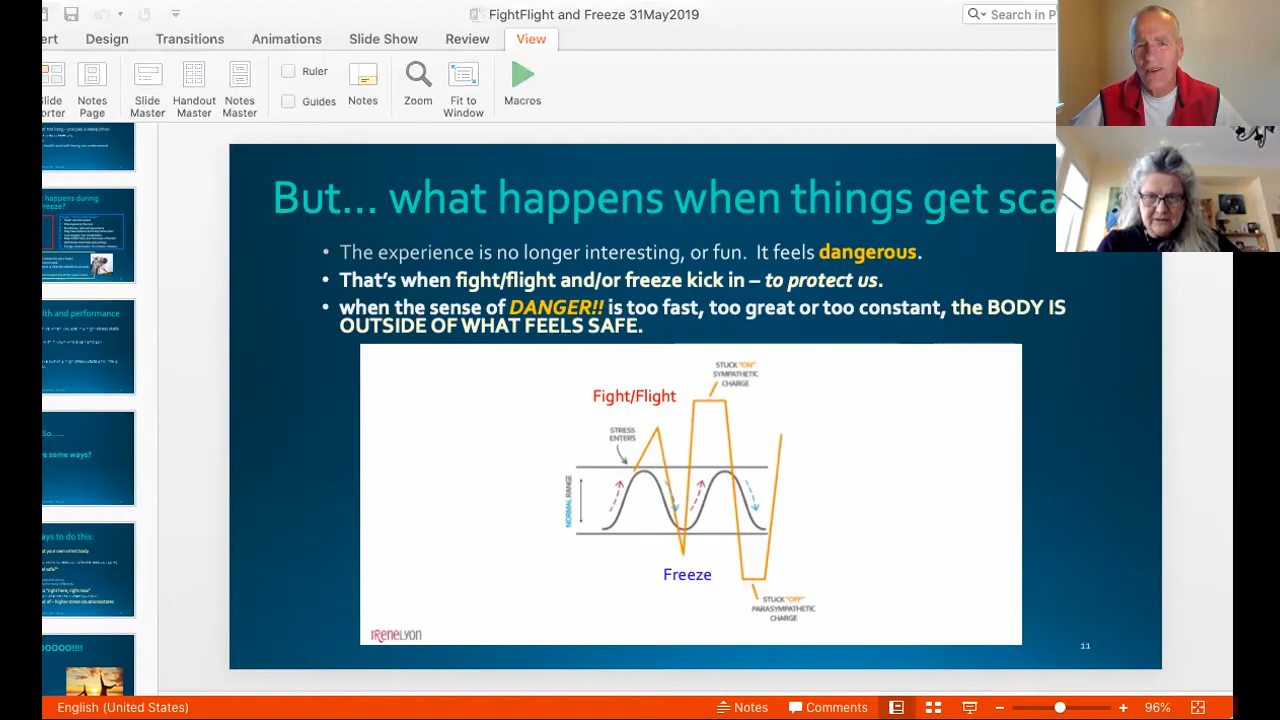 FightFlight and Freeze 31May2019
Search in P
ert
Design
Transitions
Animations
Slide Show
Review
View
Slide
orter
Notes
Page
Slide
Master
Handout
Master
Notes
Master
Ruler
Guides
Notes
Zoom
Fit to
Window
Macros
t happens during
reeze?
lth and performance
So......
re some ways?
ays to do this:
OOOOO!!!!
But... what happens when things get sca
• The experience is no longer interesting, or fun. It feels dangerous.
• That's when fight/flight and/or freeze kick in – to protect us.
• when the sense of DANGER!! is too fast, too great or too constant, the BODY IS
OUTSIDE OF WHAT FEELS SAFE.
STUCK "ON"
SYMPATHETIC
CHARGE
Fight/Flight
STRESS
ENTERS
NORMAL RANGE
Freeze
STUCK "OFF"
PARASYMPATHETIC
CHARGE
IRENE LYON
11
English (United States)
Notes
Comments
96%